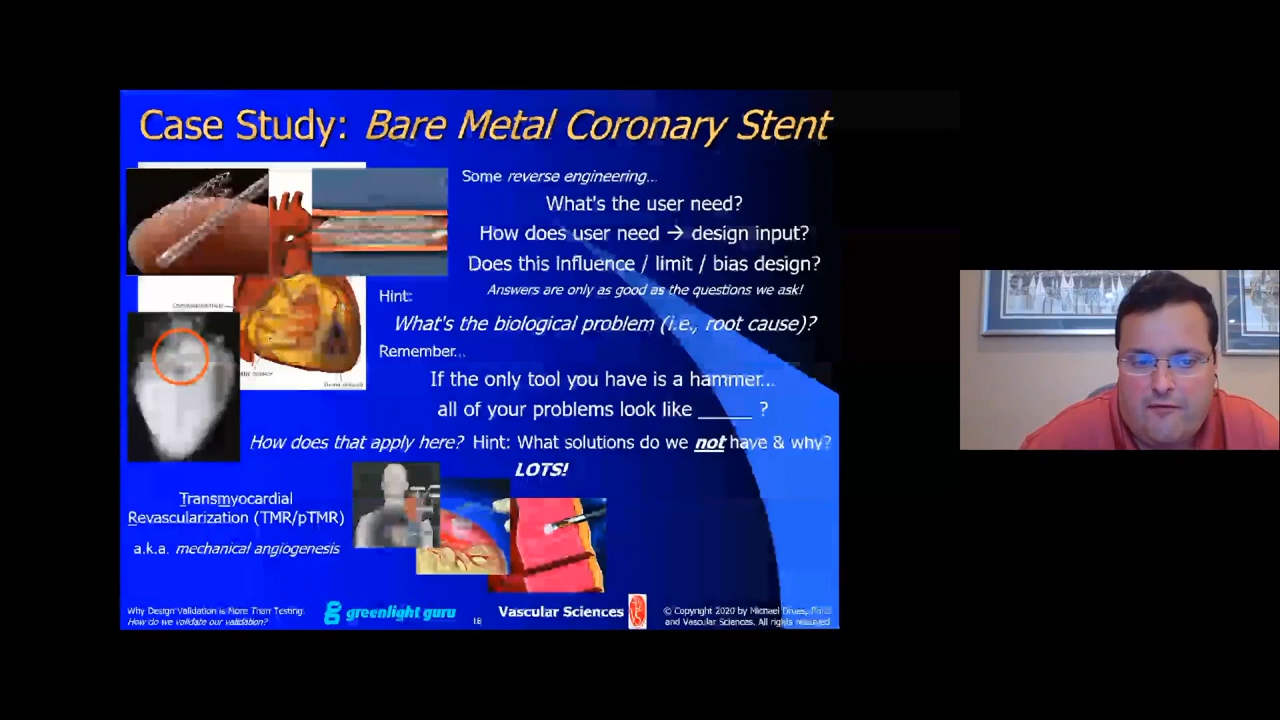 Case Study: Bare Metal Coronary Stent
Some reverse engineering...
What's the user need?
How does user need → design input?
Does this Influence / limit / bias design?
Answers are only as good as the questions we ask!
Hint:
What's the biological problem (i.e., root cause)?
Remember...
If the only tool you have is a hammer...
all of your problems look like _____ ?
How does that apply here? Hint: What solutions do we not have & why?
LOTS!
Transmyocardial
Revascularization (TMR/pTMR)
a.k.a. mechanical angiogenesis
Why Design Validation is More Than Testing
How do we validate our validation?
greenlight guru
18
Vascular Sciences
© Copyright 2020 by Michael Drues, Ph.D.
and Vascular Sciences. All rights reserved